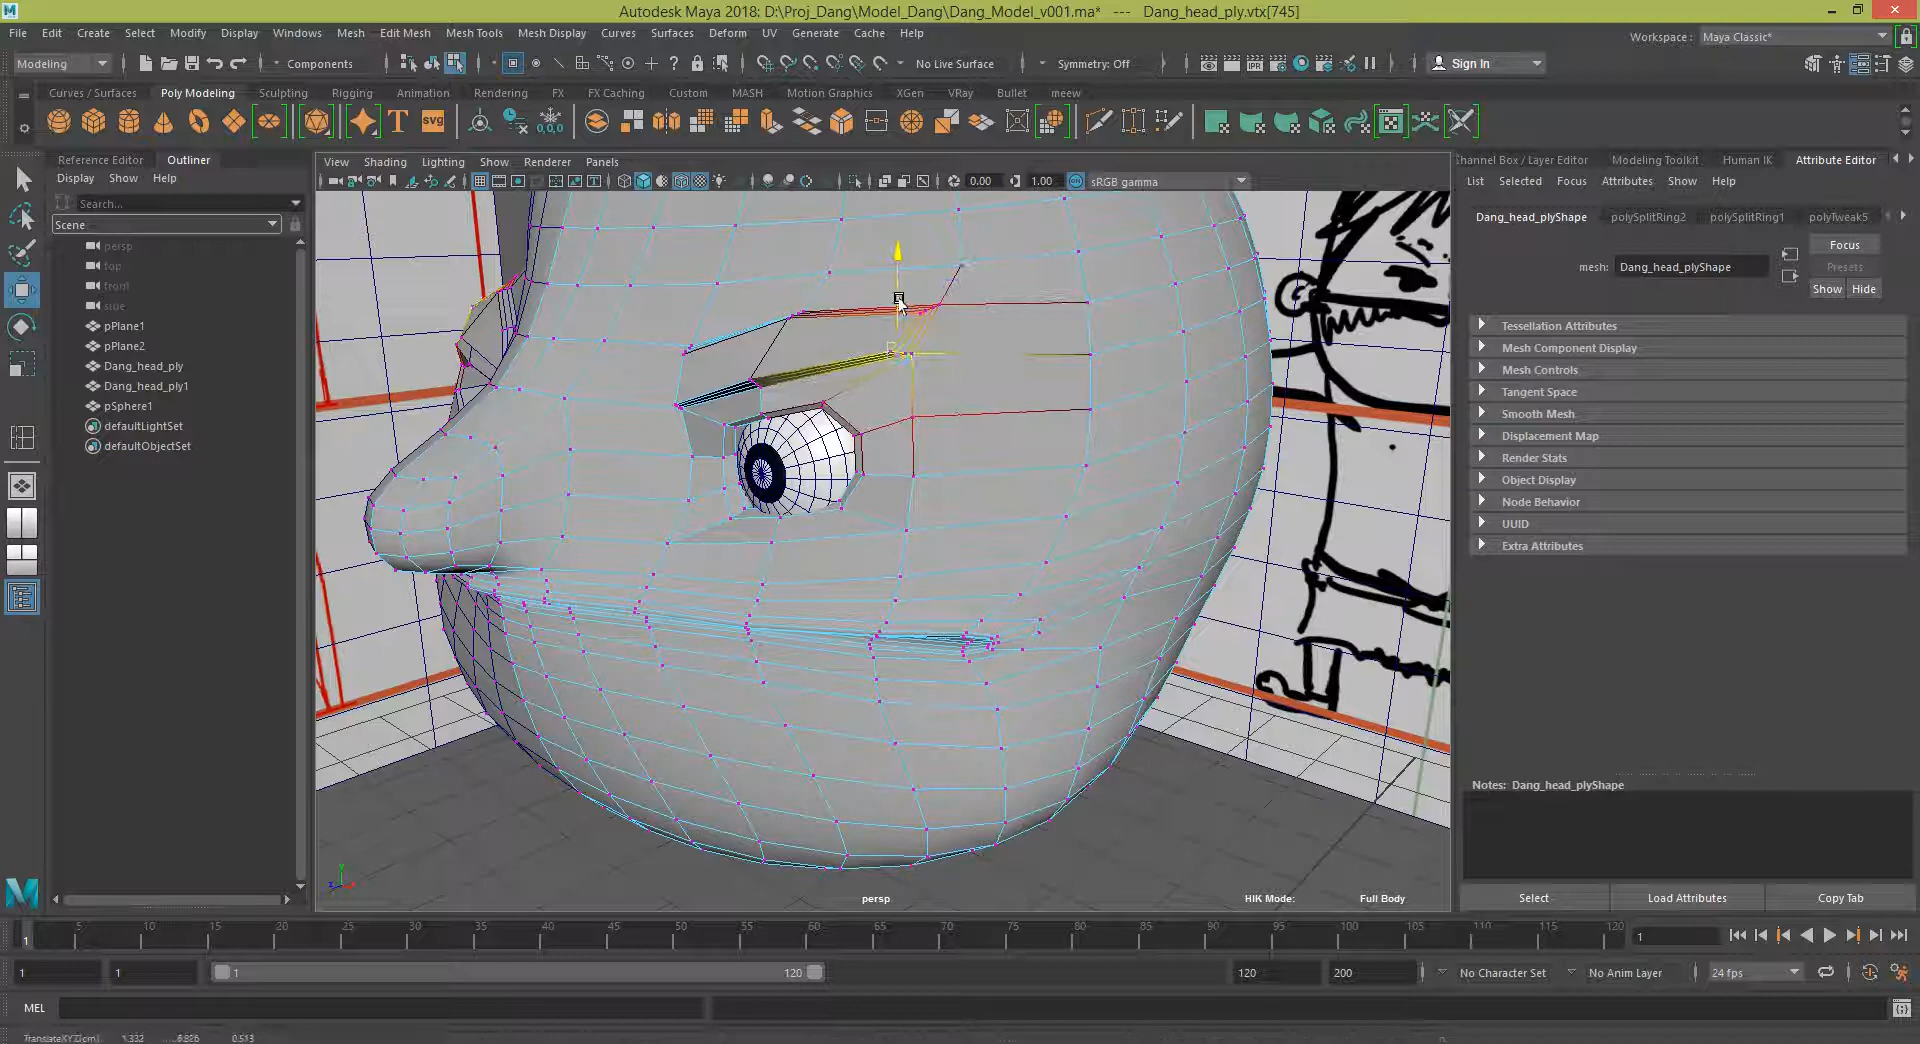 Autodesk Maya 2018: D:\Proj_Dang\Model_Dang\Dang_Model_v001.ma* --- Dang_head_ply.vtx[745]
File Edit Create Select Modify Display Windows Mesh Edit Mesh Mesh Tools Mesh Display Curves Surfaces Deform UV Generate Cache Help
Workspace : Maya Classic*
Modeling Components No Live Surface Symmetry: Off Sign In
Curves / Surfaces Poly Modeling Sculpting Rigging Animation Rendering FX FX Caching Custom MASH Motion Graphics XGen VRay Bullet meew
T svg 0,0,0
Reference Editor Outliner
Display Show Help
Search...
Scene
persp
top
front
side
pPlane1
pPlane2
Dang_head_ply
Dang_head_ply1
pSphere1
defaultLightSet
defaultObjectSet
View Shading Lighting Show Renderer Panels
0.00 1.00 sRGB gamma
persp
HIK Mode: Full Body
hannel Box / Layer Editor Modeling Toolkit Human IK Attribute Editor
List Selected Focus Attributes Show Help
Dang_head_plyShape polySplitRing2 polySplitRing1 polyTweak5
Focus
mesh: Dang_head_plyShape Presets
Show Hide
Tessellation Attributes
Mesh Component Display
Mesh Controls
Tangent Space
Smooth Mesh
Displacement Map
Render Stats
Object Display
Node Behavior
UUID
Extra Attributes
Notes: Dang_head_plyShape
Select Load Attributes Copy Tab
1 5 10 15 20 25 30 35 40 45 50 55 60 65 70 75 80 85 90 95 100 105 110 115 120 1
1 1 1 120 120 200 No Character Set No Anim Layer 24 fps
MEL